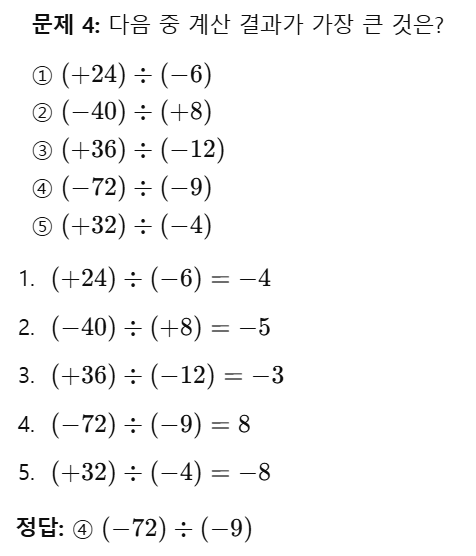 문제 4: 다음 중 계산 결과가 가장 큰 것은?
① (+24) ÷ (−6)
② (−40) ÷ (+8)
③ (+36) ÷ (−12)
④ (−72) ÷ (−9)
⑤ (+32) ÷ (−4)
1. (+24) ÷ (−6) = −4
2. (−40) ÷ (+8) = −5
3. (+36) ÷ (−12) = −3
4. (−72) ÷ (−9) = 8
5. (+32) ÷ (−4) = −8
정답: ④ (−72) ÷ (−9)